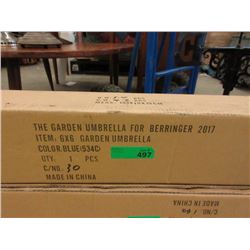 THE GARDEN UMBRELLA FOR BERRINGER 2017
ITEM: 6X6 GARDEN UMBRELLA
COLOR:BLUE(534C)
QTY: 1 PCS
497
C/NO. 30
MADE IN CHINA
MADE IN CHINA
C/NO